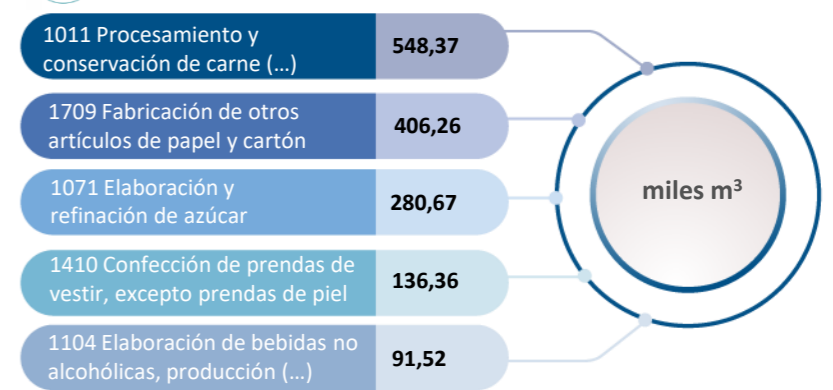 1011 Procesamiento y
conservación de carne (...)
548,37
1709 Fabricación de otros
artículos de papel y cartón
406,26
1071 Elaboración y
refinación de azúcar
280,67
1410 Confección de prendas de
vestir, excepto prendas de piel
136,36
1104 Elaboración de bebidas no
alcohólicas, producción (...)
91,52
miles m³